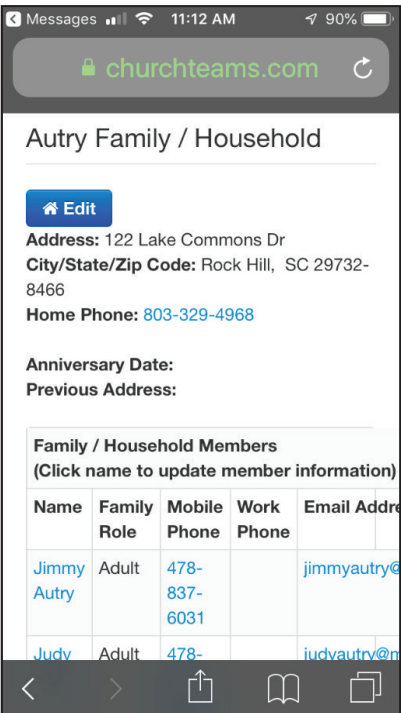 Messages 11:12 AM 90%
churchteams.com
Autry Family / Household
Edit
Address: 122 Lake Commons Dr
City/State/Zip Code: Rock Hill, SC 29732-
8466
Home Phone: 803-329-4968
Anniversary Date:
Previous Address:
Family / Household Members
(Click name to update member information)
Name Family Mobile Work Email Addre
Role Phone Phone
Jimmy Adult 478- jimmyautry@
Autry 837-
6031
Judy Adult 478- judyautry@m